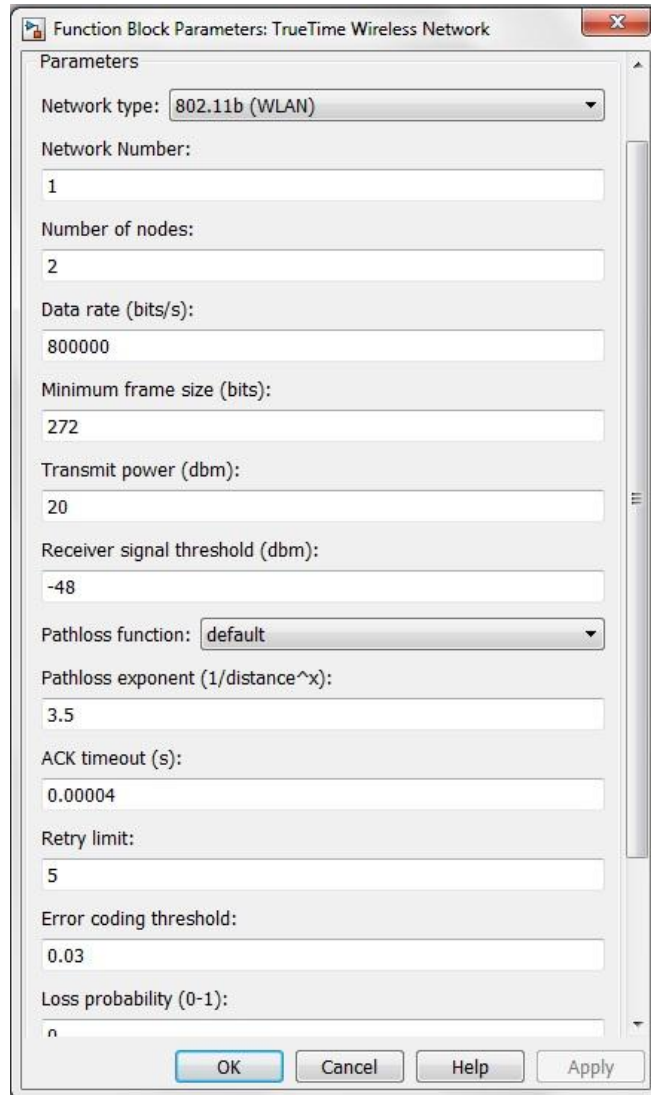 Function Block Parameters: TrueTime Wireless Network
Parameters
Network type: 802.11b (WLAN)
Network Number:
1
Number of nodes:
2
Data rate (bits/s):
800000
Minimum frame size (bits):
272
Transmit power (dbm):
20
Receiver signal threshold (dbm):
-48
Pathloss function: default
Pathloss exponent (1/distance^x):
3.5
ACK timeout (s):
0.00004
Retry limit:
5
Error coding threshold:
0.03
Loss probability (0-1):
0
OK Cancel Help Apply